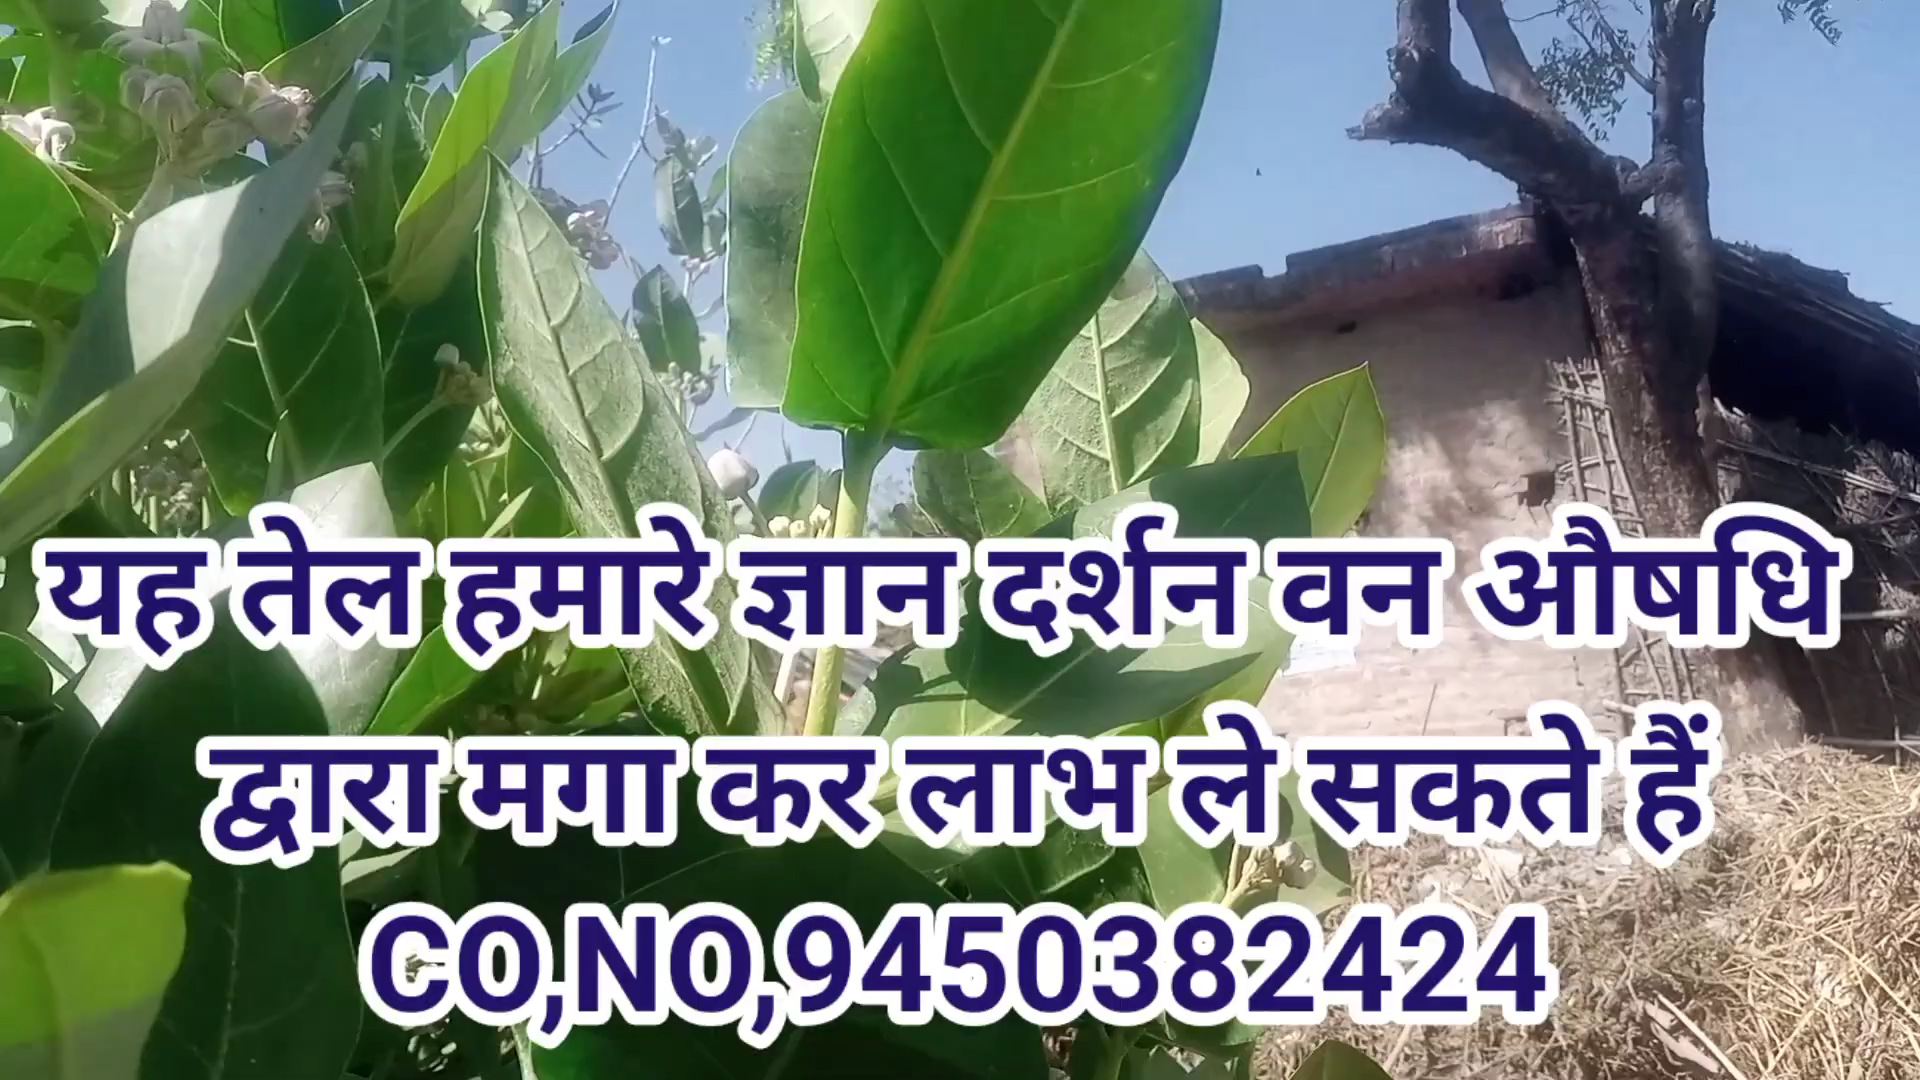 यह तेल हमारे ज्ञान दर्शन वन औषधि
द्वारा मगा कर लाभ ले सकते हैं
CO,NO,9450382424